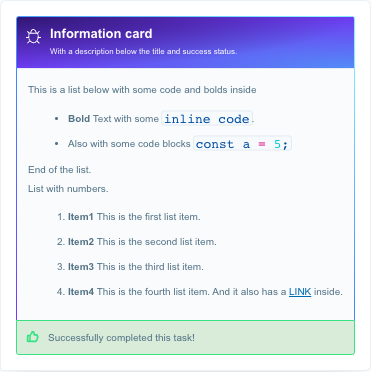 Information card
With a description below the title and success status.
This is a list below with some code and bolds inside
• Bold Text with some inline code.
• Also with some code blocks const a = 5;
End of the list.
List with numbers.
1. Item1 This is the first list item.
2. Item2 This is the second list item.
3. Item3 This is the third list item.
4. Item4 This is the fourth list item. And it also has a LINK inside.
Successfully completed this task!